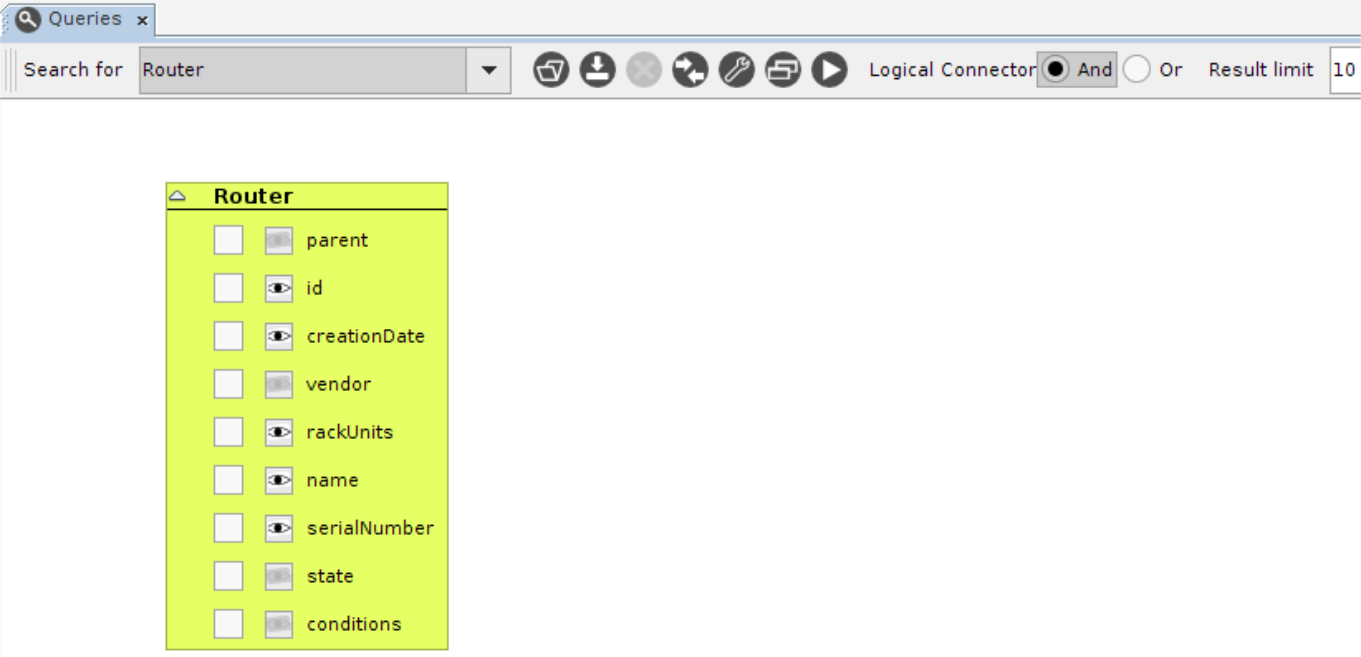 Queries x
Search for Router Logical Connector And Or Result limit 10
Router
parent
id
creationDate
vendor
rackUnits
name
serialNumber
state
conditions